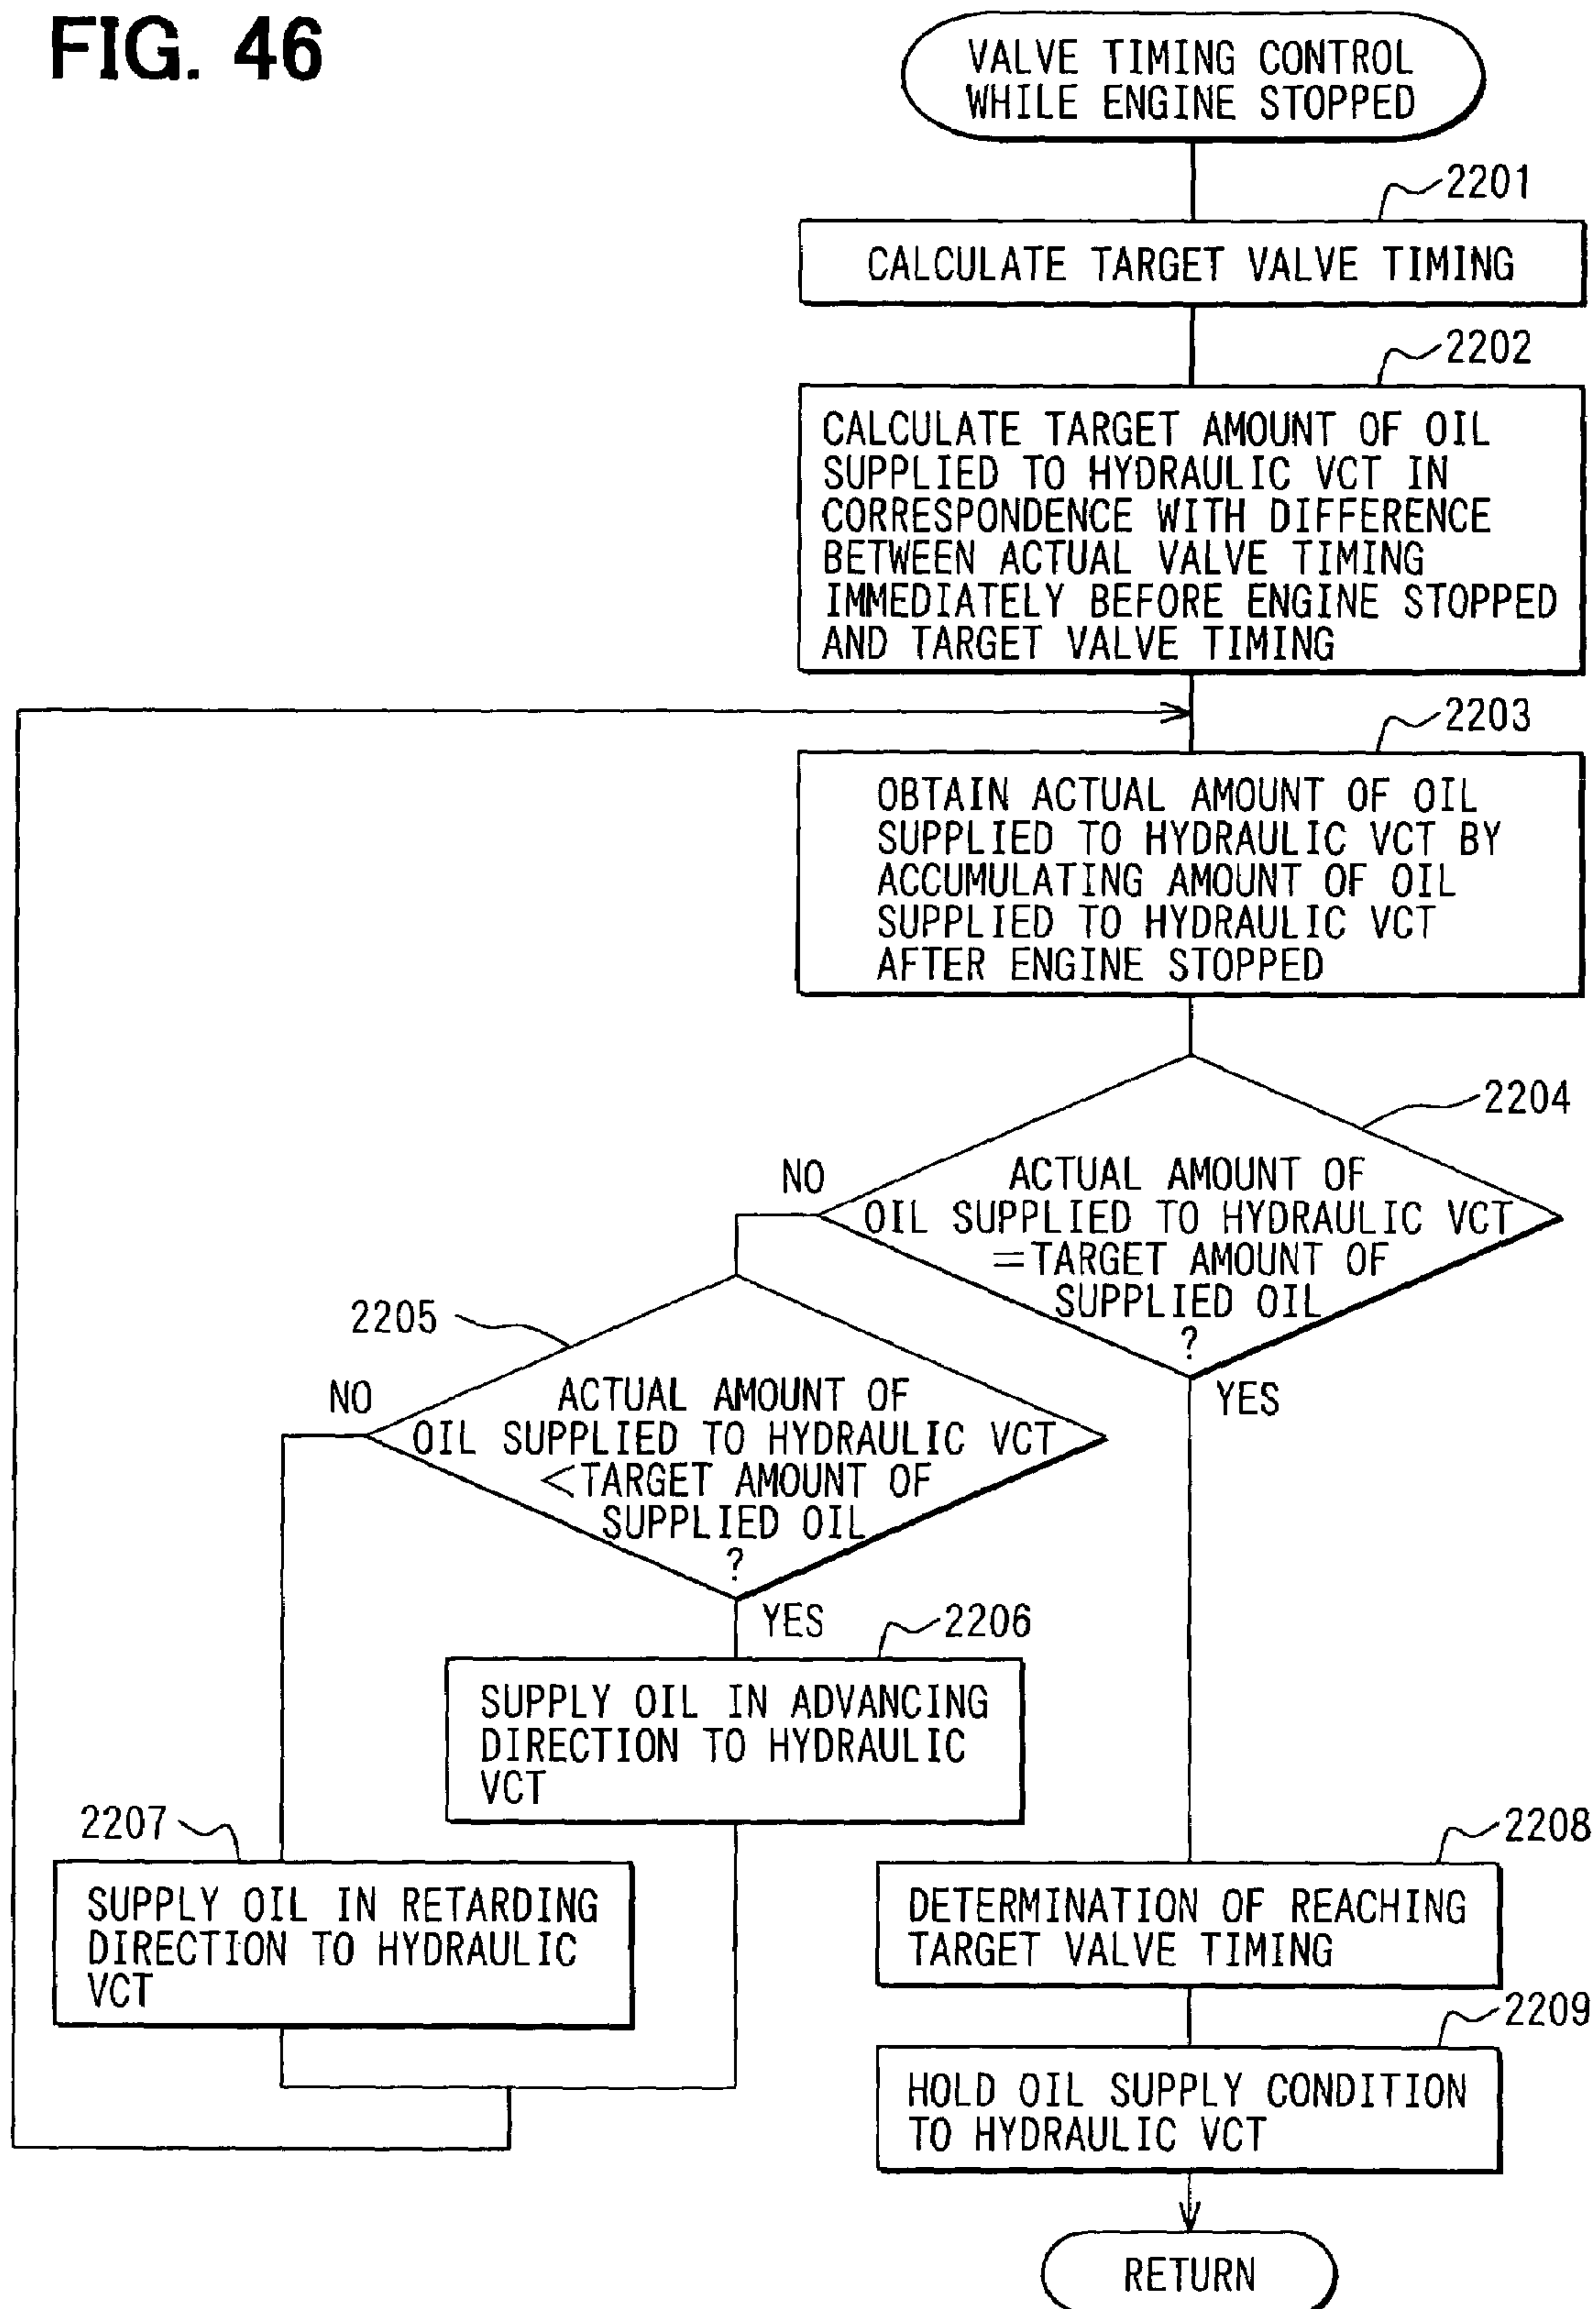 FIG. 46
VALVE TIMING CONTROL
WHILE ENGINE STOPPED
2201
CALCULATE TARGET VALVE TIMING
2202
CALCULATE TARGET AMOUNT OF OIL
SUPPLIED TO HYDRAULIC VCT IN
CORRESPONDENCE WITH DIFFERENCE
BETWEEN ACTUAL VALVE TIMING
IMMEDIATELY BEFORE ENGINE STOPPED
AND TARGET VALVE TIMING
2203
OBTAIN ACTUAL AMOUNT OF OIL
SUPPLIED TO HYDRAULIC VCT BY
ACCUMULATING AMOUNT OF OIL
SUPPLIED TO HYDRAULIC VCT
AFTER ENGINE STOPPED
2204
NO
ACTUAL AMOUNT OF
OIL SUPPLIED TO HYDRAULIC VCT
=TARGET AMOUNT OF
SUPPLIED OIL
?
YES
2205
NO
ACTUAL AMOUNT OF
OIL SUPPLIED TO HYDRAULIC VCT
<TARGET AMOUNT OF
SUPPLIED OIL
?
YES
2206
SUPPLY OIL IN ADVANCING
DIRECTION TO HYDRAULIC
VCT
2207
SUPPLY OIL IN RETARDING
DIRECTION TO HYDRAULIC
VCT
2208
DETERMINATION OF REACHING
TARGET VALVE TIMING
2209
HOLD OIL SUPPLY CONDITION
TO HYDRAULIC VCT
RETURN